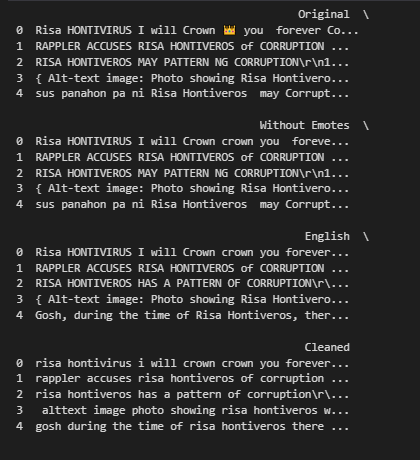 Original \
0 Risa HONTIVIRUS I will Crown 👑 you forever Co...
1 RAPPLER ACCUSES RISA HONTIVEROS of CORRUPTION ...
2 RISA HONTIVEROS MAY PATTERN NG CORRUPTION\r\n1...
3 { Alt-text image: Photo showing Risa Hontivero...
4 sus panahon pa ni Risa Hontiveros may Corrupt...
Without Emotes \
0 Risa HONTIVIRUS I will Crown crown you foreve...
1 RAPPLER ACCUSES RISA HONTIVEROS of CORRUPTION ...
2 RISA HONTIVEROS MAY PATTERN NG CORRUPTION\r\n1...
3 { Alt-text image: Photo showing Risa Hontivero...
4 sus panahon pa ni Risa Hontiveros may Corrupt...
English \
0 Risa HONTIVIRUS I will Crown crown you forever...
1 RAPPLER ACCUSES RISA HONTIVEROS of CORRUPTION ...
2 RISA HONTIVEROS HAS A PATTERN OF CORRUPTION\r\...
3 { Alt-text image: Photo showing Risa Hontivero...
4 Gosh, during the time of Risa Hontiveros, ther...
Cleaned
0 risa hontivirus i will crown crown you forever...
1 rappler accuses risa hontiveros of corruption ...
2 risa hontiveros has a pattern of corruption\r\...
3 alttext image photo showing risa hontiveros w...
4 gosh during the time of risa hontiveros there ...